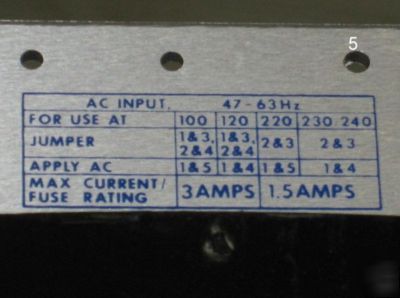 5
AC INPUT, 47-63Hz
FOR USE AT 100 120 220 230 240
JUMPER 1&3, 2&4 1&3, 2&4 2&3 2&3
APPLY AC 1&5 1&4 1&5 1&4
MAX CURRENT/ FUSE RATING 3AMPS 1.5AMPS